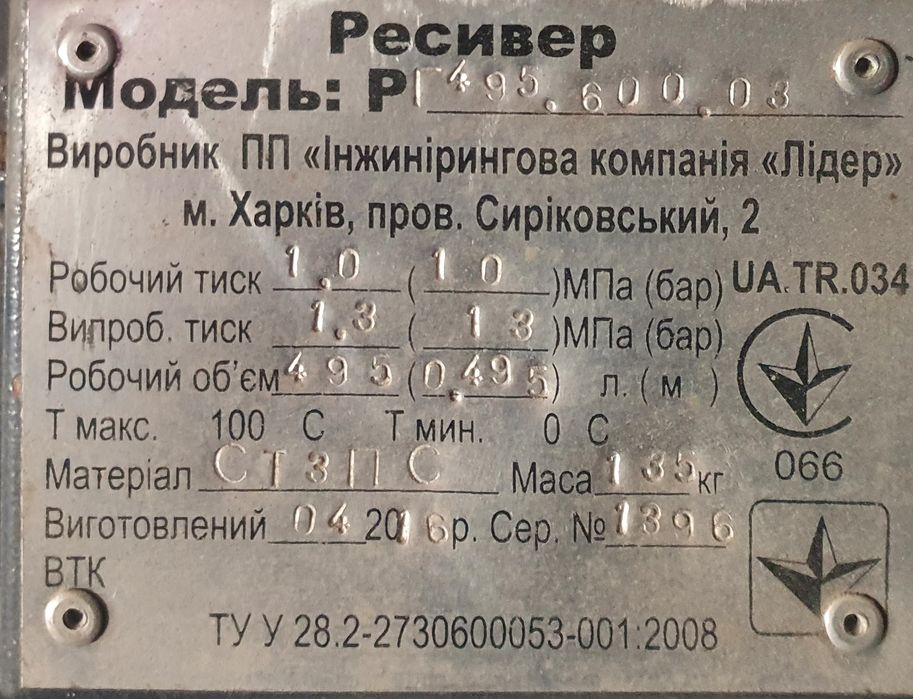 Ресивер
Модель: РГ495.600.03
Виробник ПП «Інжинірингова компанія «Лідер»
м. Харків, пров. Сиріковський, 2
Робочий тиск 1.0 (10) МПа (бар) UA.TR.034
Випроб. тиск 1.3 (13) МПа (бар)
Робочий об'єм 495 (0.495) л. (м )
Т макс. 100 С Т мин. 0 С
Матеріал СТ3ПС Маса 135 кг 066
Виготовлений 04 2016р. Сер. № 1396
ВТК
ТУ У 28.2-2730600053-001:2008